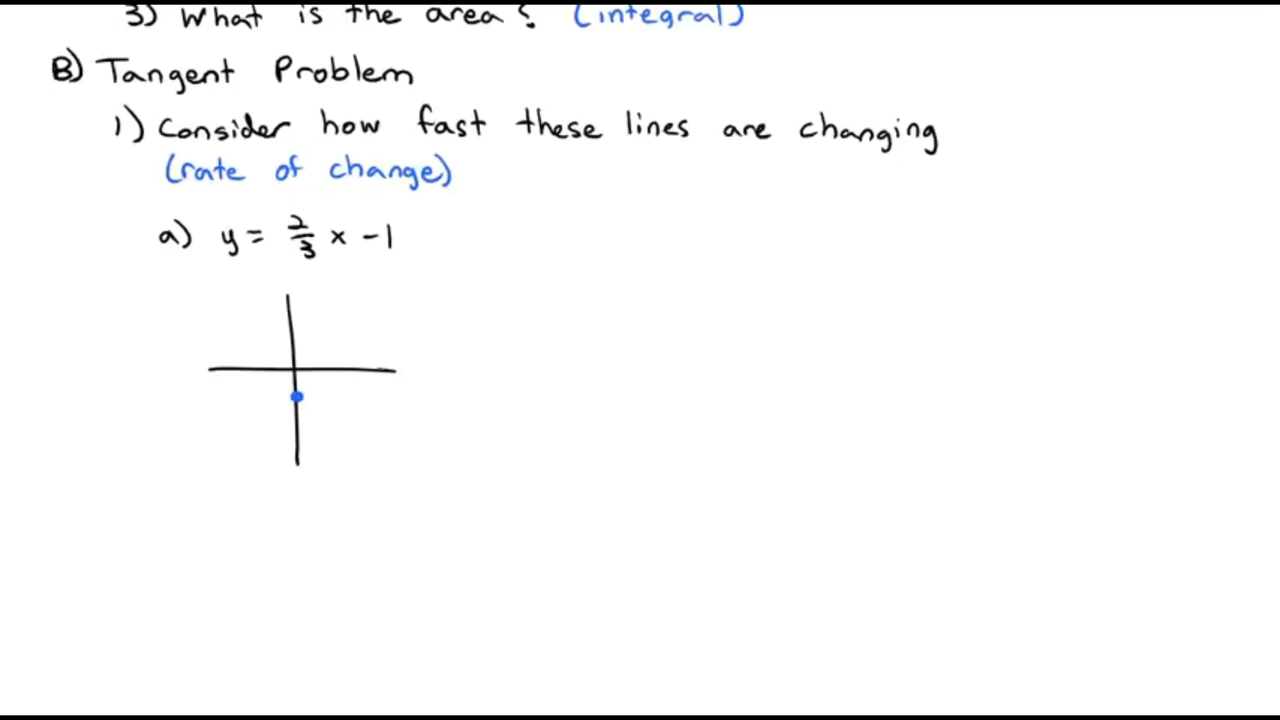 3) What is the area? (integral)
B) Tangent Problem
1) Consider how fast these lines are changing
(rate of change)
a) y = 2/3 x - 1